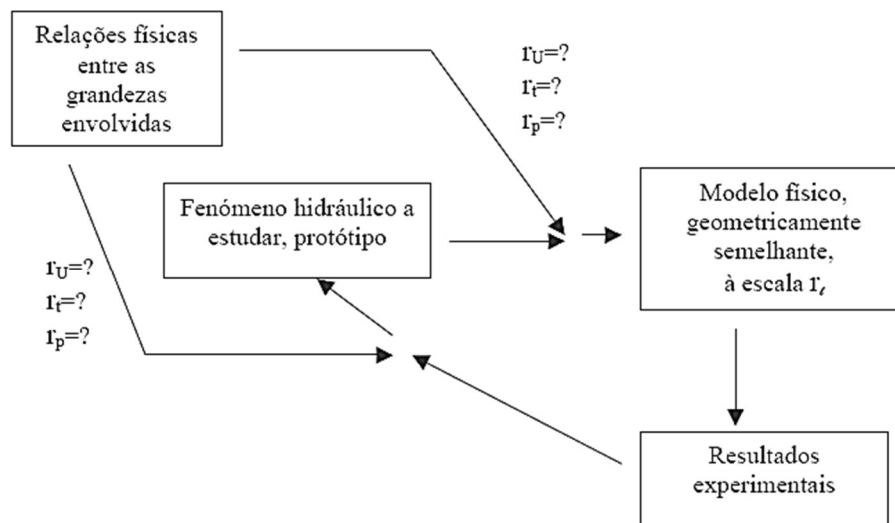 Relações físicas
entre as
grandezas
envolvidas
rU=?
rt=?
rp=?
Fenómeno hidráulico a
estudar, protótipo
Modelo físico,
geometricamente
semelhante,
à escala rℓ
rU=?
rt=?
rp=?
Resultados
experimentais